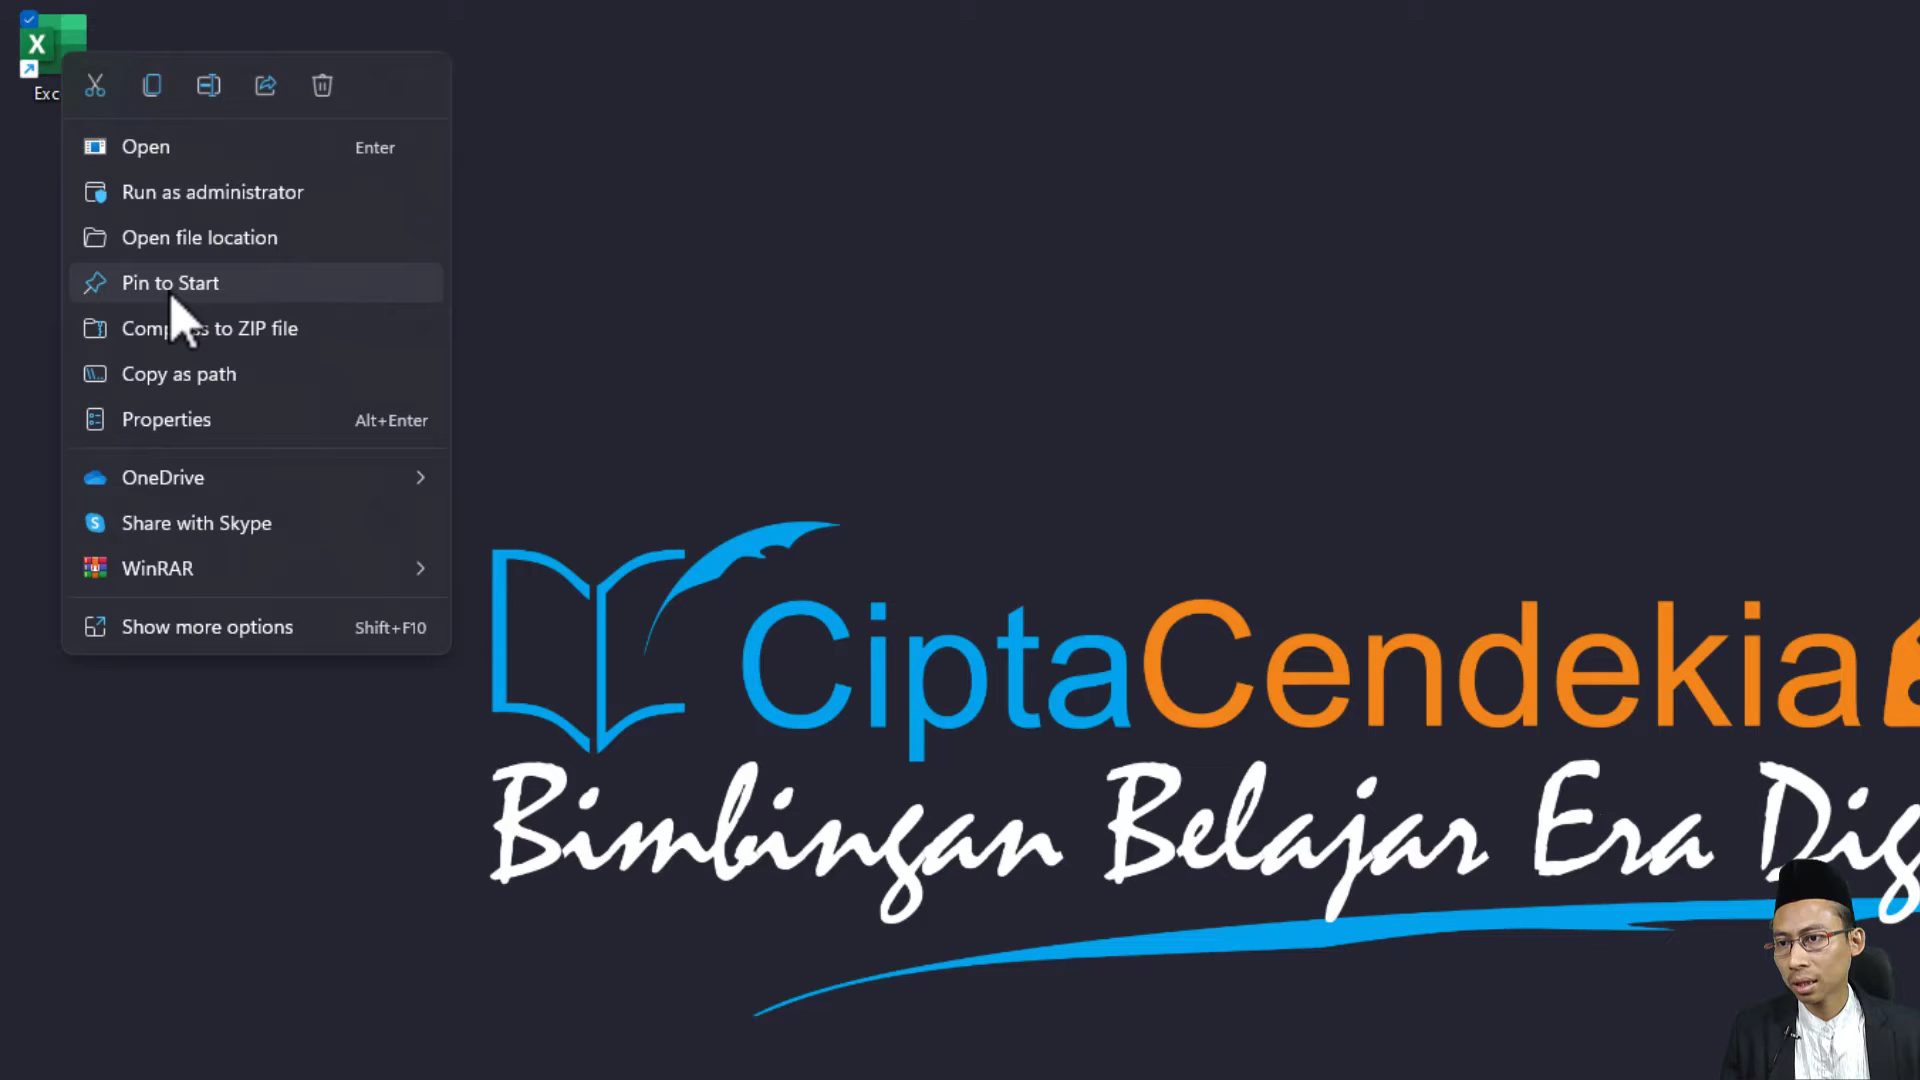 X
Exc
Open Enter
Run as administrator
Open file location
Pin to Start
to ZIP file
Copy as path
Properties Alt+Enter
OneDrive
S Share with Skype
WinRAR
Show more options Shift+F10
CiptaCendekia
Bimbingan Belajar Era Dig